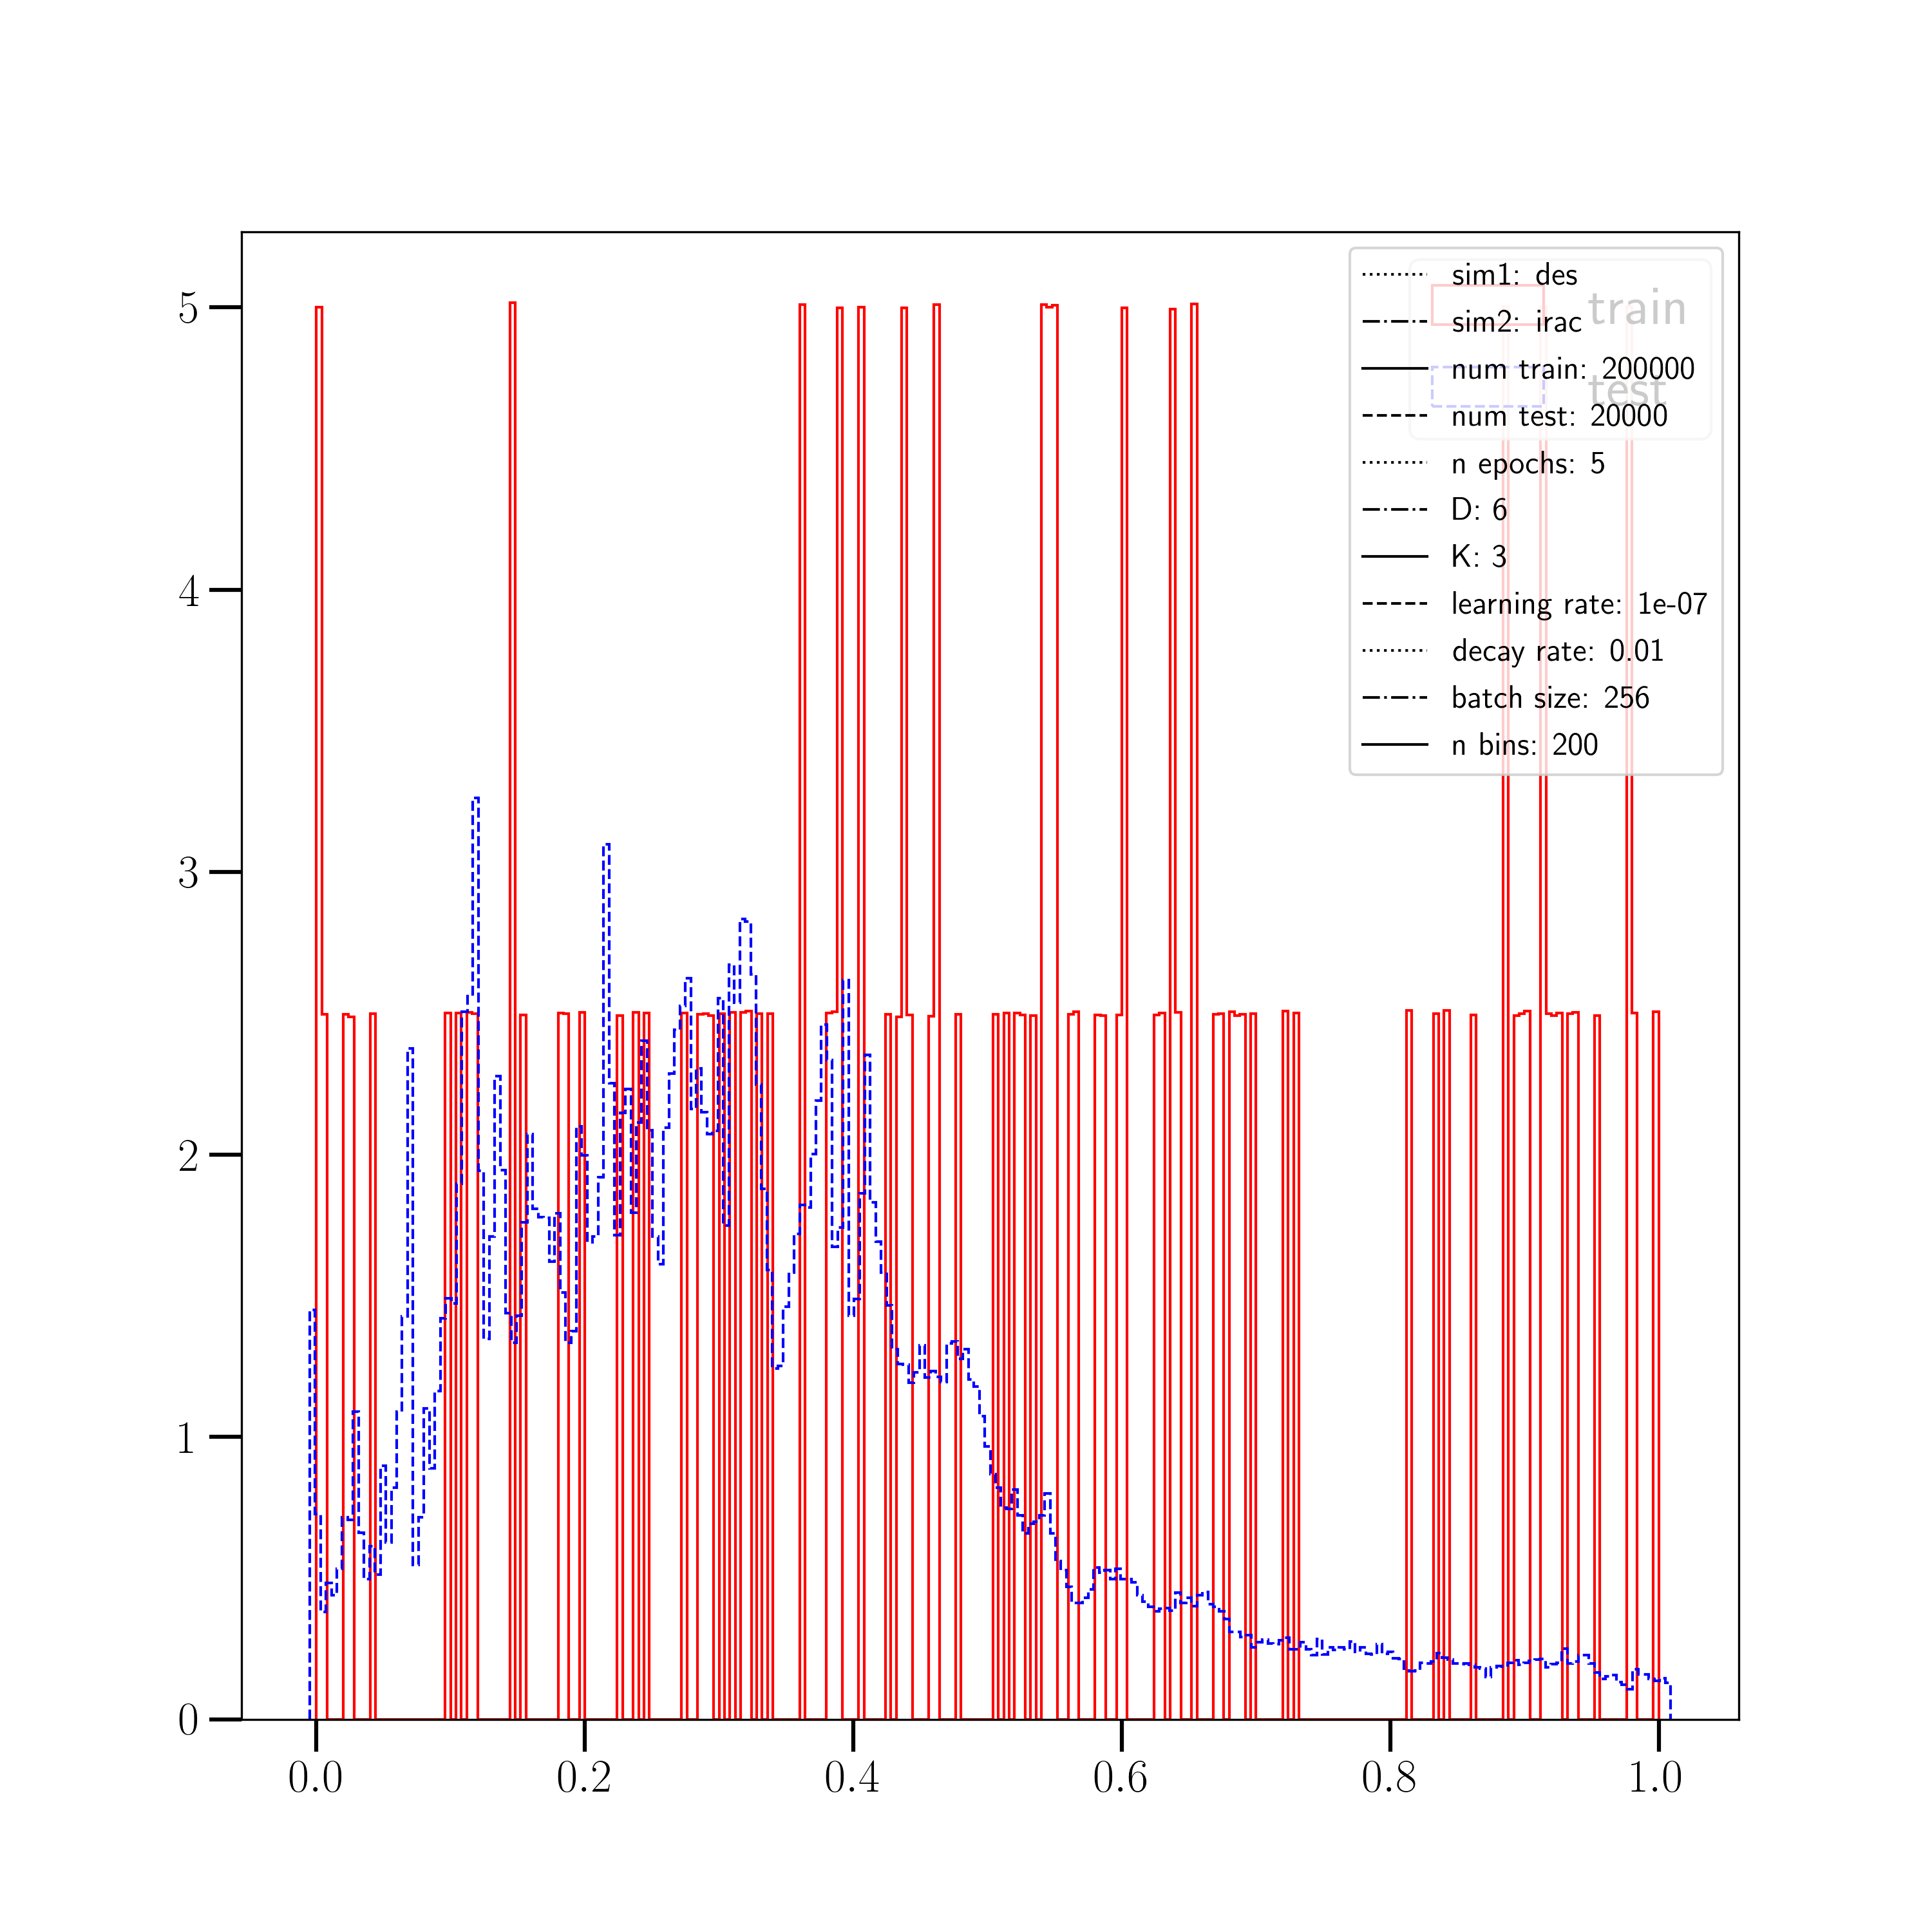 sim1: des
sim2: irac
num train: 200000
num test: 20000
n epochs: 5
D: 6
K: 3
learning rate: 1e-07
decay rate: 0.01
batch size: 256
n bins: 200
train
test
5
4
3
2
1
0
0.0 0.2 0.4 0.6 0.8 1.0